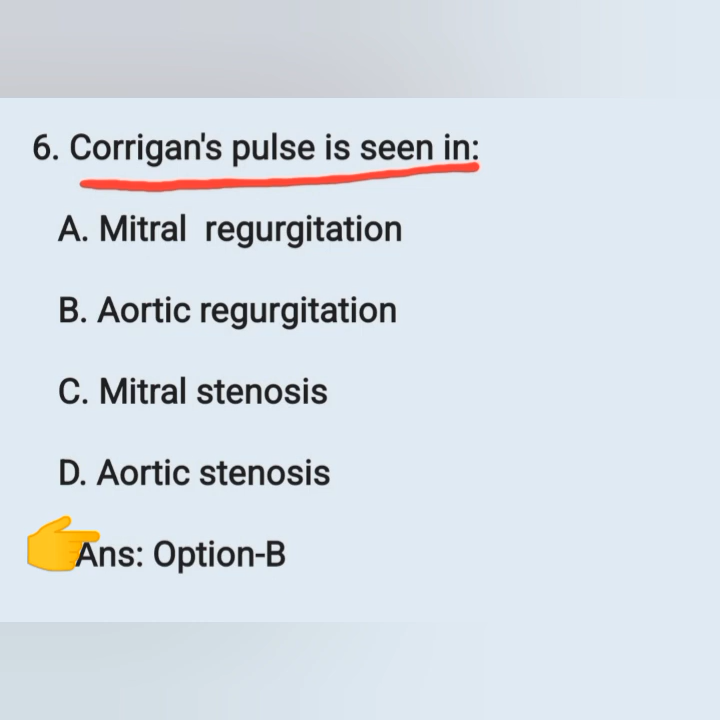 6. Corrigan's pulse is seen in:
A. Mitral regurgitation
B. Aortic regurgitation
C. Mitral stenosis
D. Aortic stenosis
Ans: Option-B